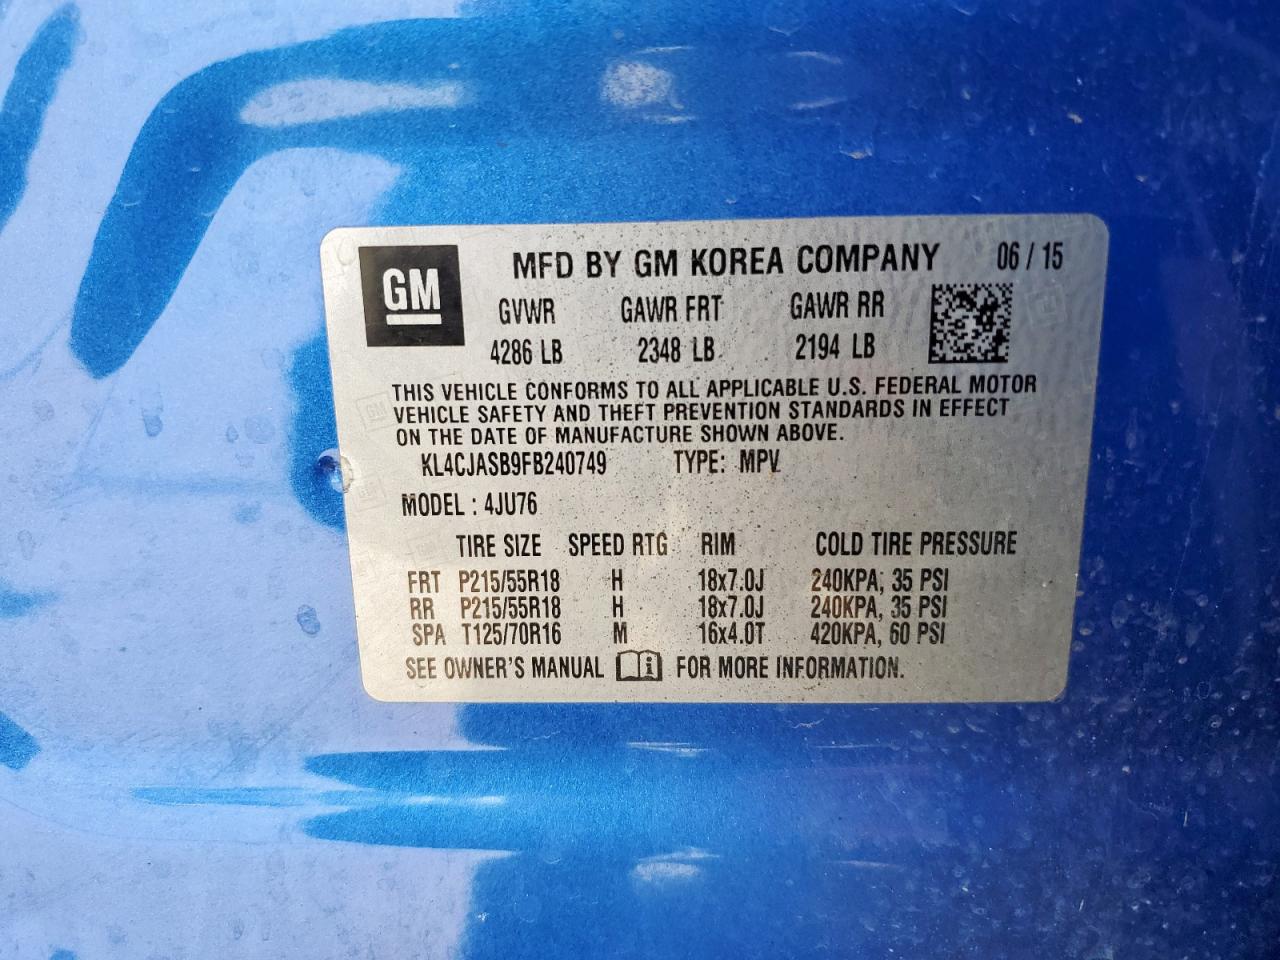 GM
MFD BY GM KOREA COMPANY 06 / 15
GVWR GAWR FRT GAWR RR
4286 LB 2348 LB 2194 LB
THIS VEHICLE CONFORMS TO ALL APPLICABLE U.S. FEDERAL MOTOR
VEHICLE SAFETY AND THEFT PREVENTION STANDARDS IN EFFECT
ON THE DATE OF MANUFACTURE SHOWN ABOVE.
KL4CJASB9FB240749 TYPE: MPV
MODEL : 4JU76
TIRE SIZE SPEED RTG RIM COLD TIRE PRESSURE
FRT P215/55R18 H 18x7.0J 240KPA, 35 PSI
RR P215/55R18 H 18x7.0J 240KPA, 35 PSI
SPA T125/70R16 M 16x4.0T 420KPA, 60 PSI
SEE OWNER'S MANUAL FOR MORE INFORMATION.